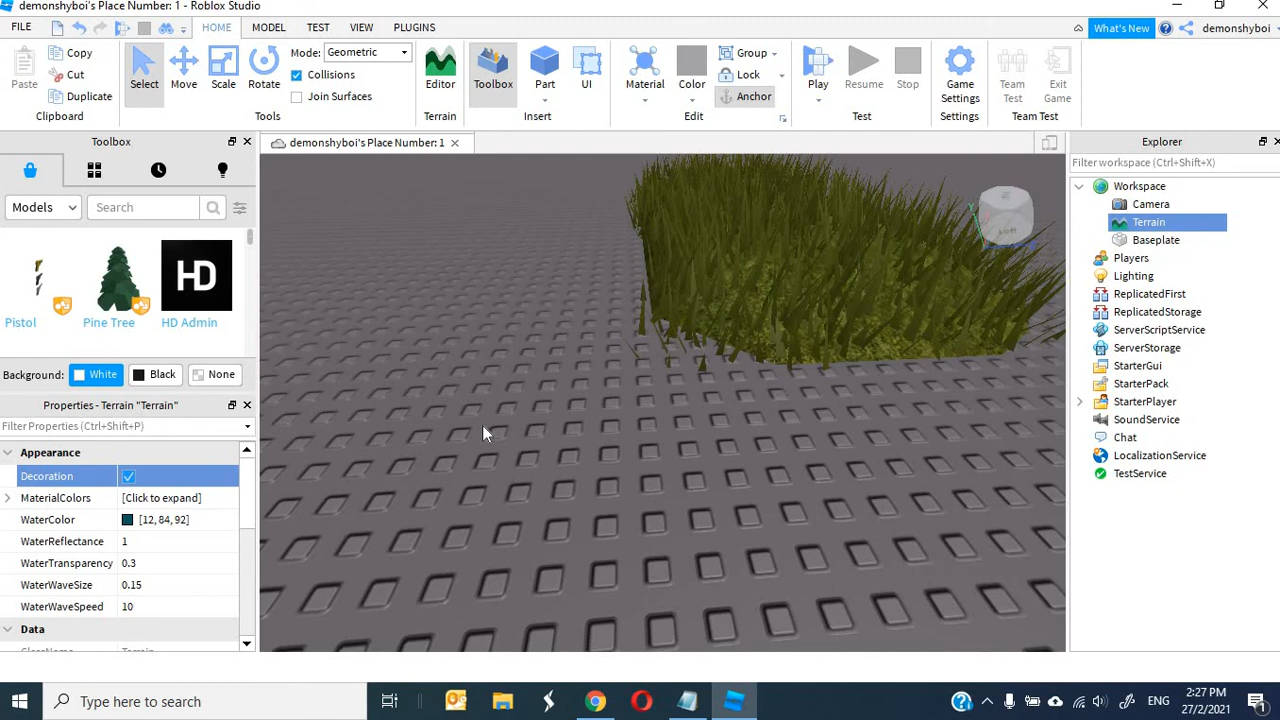 demonshyboi's Place Number: 1 - Roblox Studio
FILE HOME MODEL TEST VIEW PLUGINS What's New demonshyboi
Paste Copy Cut Duplicate Clipboard
Select Move Scale Rotate Mode: Geometric Collisions Join Surfaces Tools
Editor Terrain
Toolbox Part UI Insert
Material Color Group Lock Anchor Edit
Play Resume Stop Test
Game Settings Settings
Team Test Exit Game Team Test
Toolbox
Models Search
HD
Pistol Pine Tree HD Admin
Background: White Black None
Properties - Terrain "Terrain"
Filter Properties (Ctrl+Shift+P)
Appearance
Decoration
MaterialColors [Click to expand]
WaterColor [12, 84, 92]
WaterReflectance 1
WaterTransparency 0.3
WaterWaveSize 0.15
WaterWaveSpeed 10
Data
demonshyboi's Place Number: 1
Y
Left
Explorer
Filter workspace (Ctrl+Shift+X)
Workspace
Camera
Terrain
Baseplate
Players
Lighting
ReplicatedFirst
ReplicatedStorage
ServerScriptService
ServerStorage
StarterGui
StarterPack
StarterPlayer
SoundService
Chat
LocalizationService
TestService
Type here to search
ENG
2:27 PM
27/2/2021
1